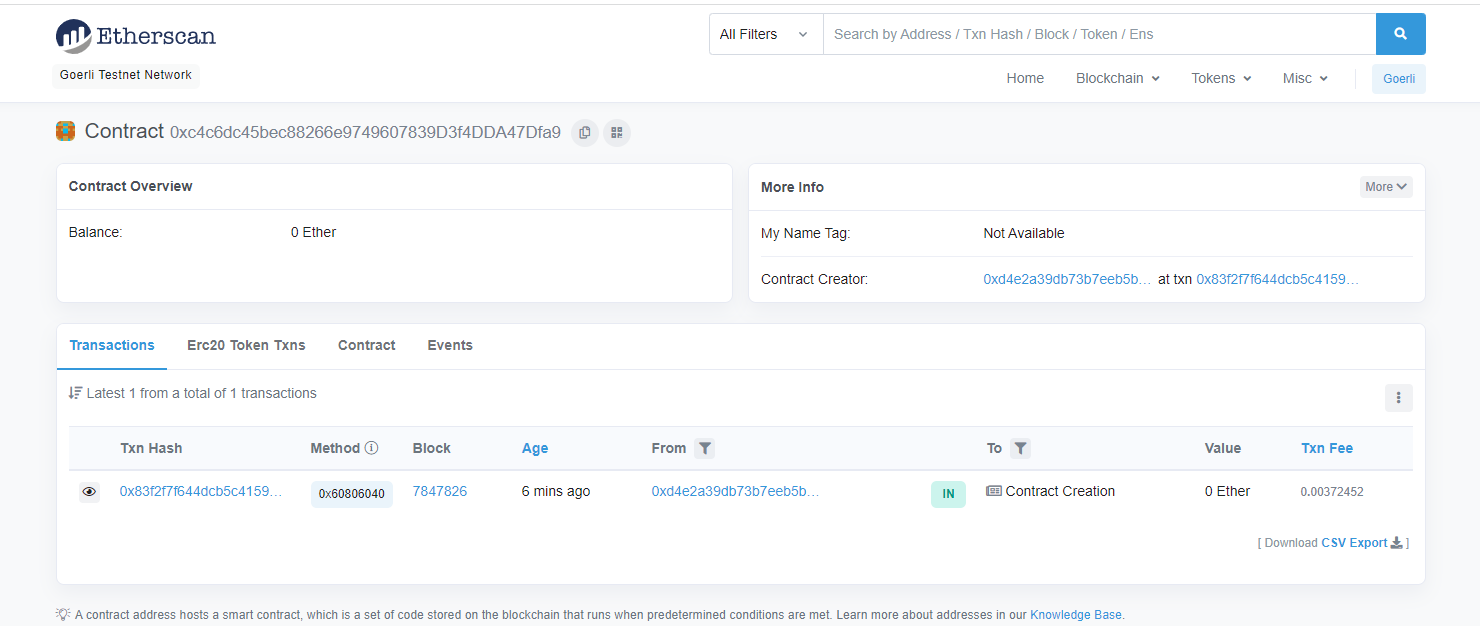 Etherscan
All Filters Search by Address / Txn Hash / Block / Token / Ens
Goerli Testnet Network
Home Blockchain Tokens Misc Goerli
Contract 0xc4c6dc45bec88266e9749607839D3f4DDA47Dfa9
Contract Overview
Balance: 0 Ether
More Info More
My Name Tag: Not Available
Contract Creator: 0xd4e2a39db73b7eeb5b... at txn 0x83f2f7f644dcb5c4159...
Transactions Erc20 Token Txns Contract Events
Latest 1 from a total of 1 transactions
Txn Hash Method Block Age From To Value Txn Fee
0x83f2f7f644dcb5c4159... 0x60806040 7847826 6 mins ago 0xd4e2a39db73b7eeb5b... IN Contract Creation 0 Ether 0.00372452
[ Download CSV Export ]
A contract address hosts a smart contract, which is a set of code stored on the blockchain that runs when predetermined conditions are met. Learn more about addresses in our Knowledge Base.